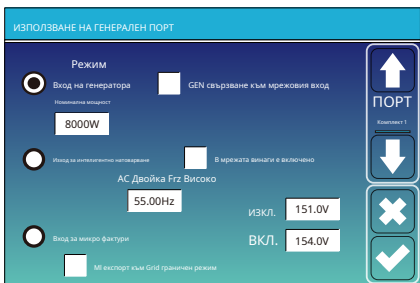 ИЗПОЛЗВАНЕ НА ГЕНЕРАЛЕН ПОРТ
Режим
Вход на генератора
GEN свързване към мрежовия вход
Номинална мощност
8000W
ПОРТ
Комплект 1
Изход за интелигентно натоварване
В мрежата винаги е включено
AC Двойка Frz Високо
55.00Hz
ИЗКЛ. 151.0V
Вход за микро фактури
ВКЛ. 154.0V
MI експорт към Grid граничен режим